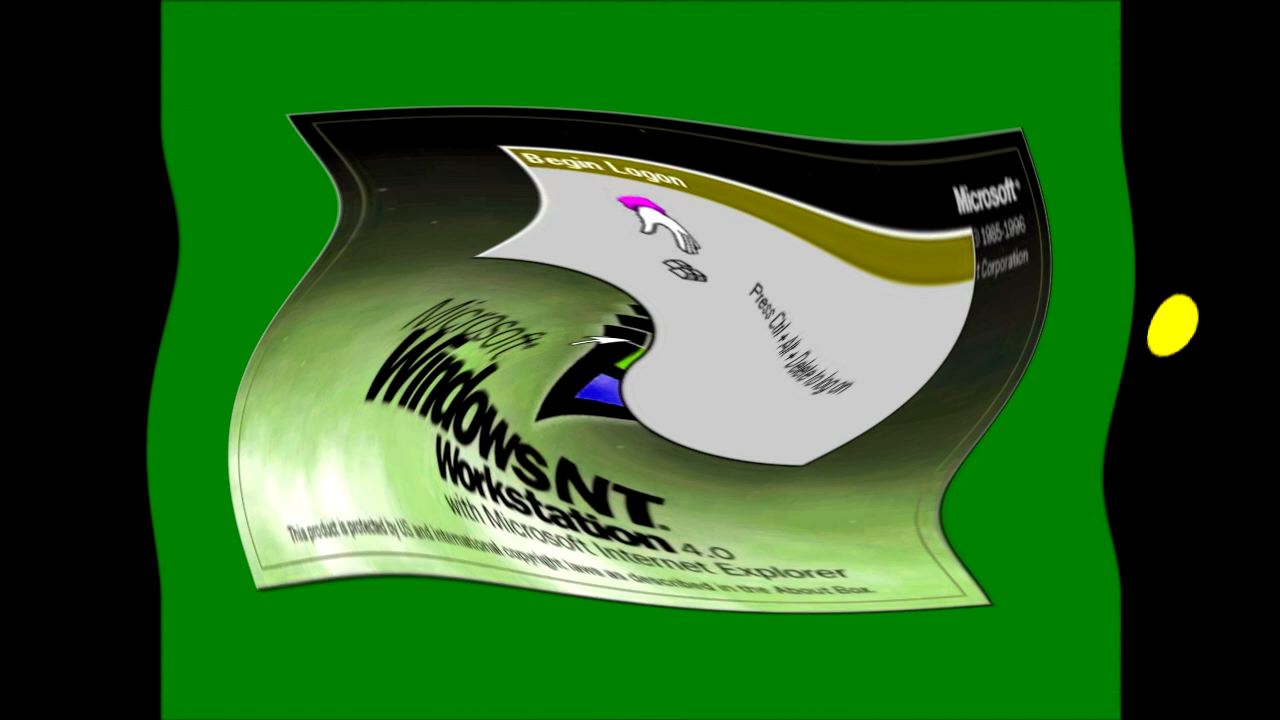 Begin Logon
Microsoft®
1985-1996
t Corporation
Press Ctrl + Alt + Delete to log on
Microsoft®
Windows NT
Workstation 4.0
with Microsoft Internet Explorer
This product is protected by US and international copyright laws as described in the About Box.